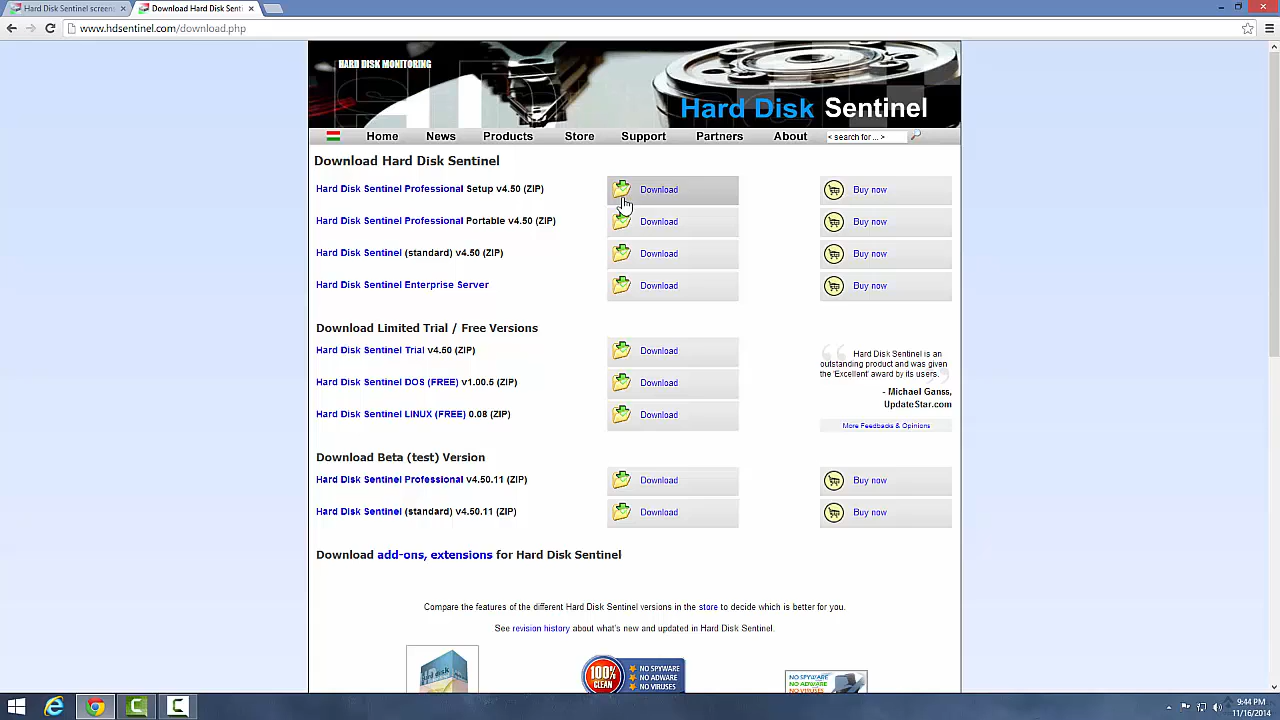 Hard Disk Sentinel screens
Download Hard Disk Senti
www.hdsentinel.com/download.php
HARD DISK MONITORING
Hard Disk Sentinel
Home News Products Store Support Partners About < search for ... >
Download Hard Disk Sentinel
Hard Disk Sentinel Professional Setup v4.50 (ZIP) Download Buy now
Hard Disk Sentinel Professional Portable v4.50 (ZIP) Download Buy now
Hard Disk Sentinel (standard) v4.50 (ZIP) Download Buy now
Hard Disk Sentinel Enterprise Server Download Buy now
Download Limited Trial / Free Versions
Hard Disk Sentinel Trial v4.50 (ZIP) Download
Hard Disk Sentinel DOS (FREE) v1.00.5 (ZIP) Download
Hard Disk Sentinel LINUX (FREE) 0.08 (ZIP) Download
Hard Disk Sentinel is an
outstanding product and was given
the 'Excellent' award by its users.
- Michael Ganss,
UpdateStar.com
More Feedbacks & Opinions
Download Beta (test) Version
Hard Disk Sentinel Professional v4.50.11 (ZIP) Download Buy now
Hard Disk Sentinel (standard) v4.50.11 (ZIP) Download Buy now
Download add-ons, extensions for Hard Disk Sentinel
Compare the features of the different Hard Disk Sentinel versions in the store to decide which is better for you.
See revision history about what's new and updated in Hard Disk Sentinel.
100%
CLEAN
NO SPYWARE
NO ADWARE
NO VIRUSES
NO SPYWARE
NO ADWARE
NO VIRUSES
9:44 PM
11/16/2014